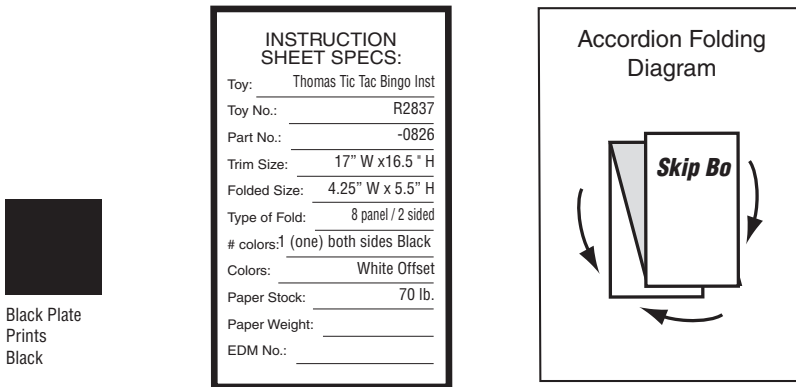 Black Plate
Prints
Black
INSTRUCTION
SHEET SPECS:
Toy: Thomas Tic Tac Bingo Inst
Toy No.: R2837
Part No.: -0826
Trim Size: 17” W x16.5 " H
Folded Size: 4.25” W x 5.5” H
Type of Fold: 8 panel / 2 sided
# colors: 1 (one) both sides Black
Colors: White Offset
Paper Stock: 70 lb.
Paper Weight:
EDM No.:
Accordion Folding
Diagram
Skip Bo